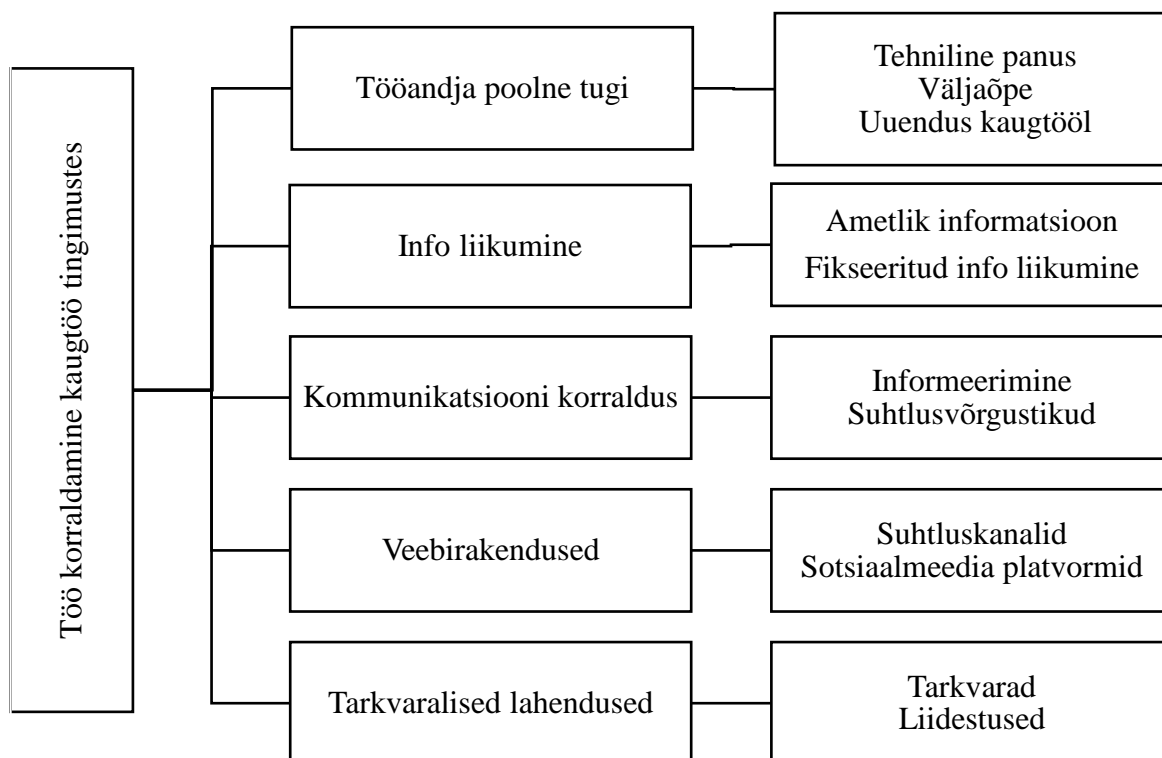 Töö korraldamine kaugtöö tingimustes
Tööandja poolne tugi
Tehniline panus
Väljaõpe
Uuendus kaugtööl
Info liikumine
Ametlik informatsioon
Fikseeritud info liikumine
Kommunikatsiooni korraldus
Informeerimine
Suhtlusvõrgustikud
Veebirakendused
Suhtluskanalid
Sotsiaalmeedia platvormid
Tarkvaralised lahendused
Tarkvarad
Liidestused